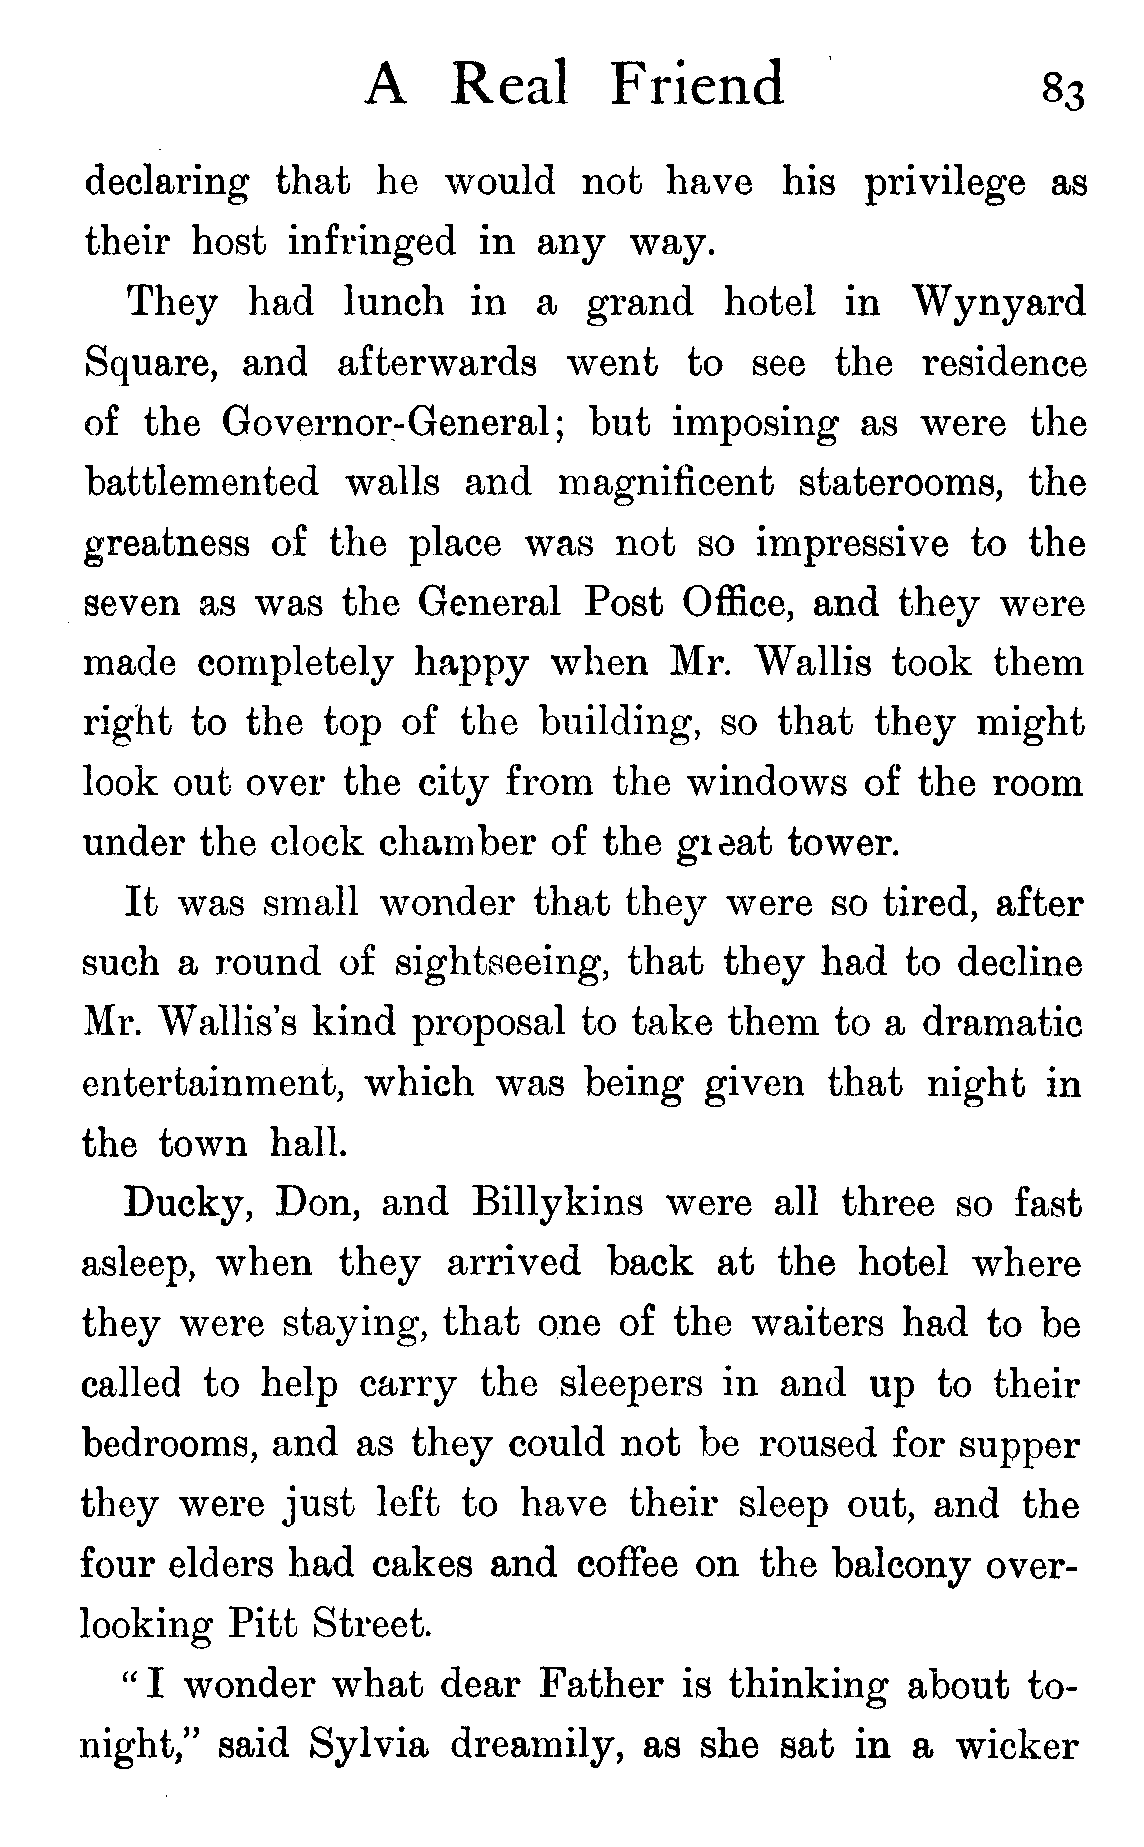 A Real Friend 83
declaring that he would not have his privilege as
their host infringed in any way.
They had lunch in a grand hotel in Wynyard
Square, and afterwards went to see the residence
of the Governor-General; but imposing as were the
battlemented walls and magnificent staterooms, the
greatness of the place was not so impressive to the
seven as was the General Post Office, and they were
made completely happy when Mr. Wallis took them
right to the top of the building, so that they might
look out over the city from the windows of the room
under the clock chamber of the great tower.
It was small wonder that they were so tired, after
such a round of sightseeing, that they had to decline
Mr. Wallis's kind proposal to take them to a dramatic
entertainment, which was being given that night in
the town hall.
Ducky, Don, and Billykins were all three so fast
asleep, when they arrived back at the hotel where
they were staying, that one of the waiters had to be
called to help carry the sleepers in and up to their
bedrooms, and as they could not be roused for supper
they were just left to have their sleep out, and the
four elders had cakes and coffee on the balcony over-
looking Pitt Street.
"I wonder what dear Father is thinking about to-
night," said Sylvia dreamily, as she sat in a wicker